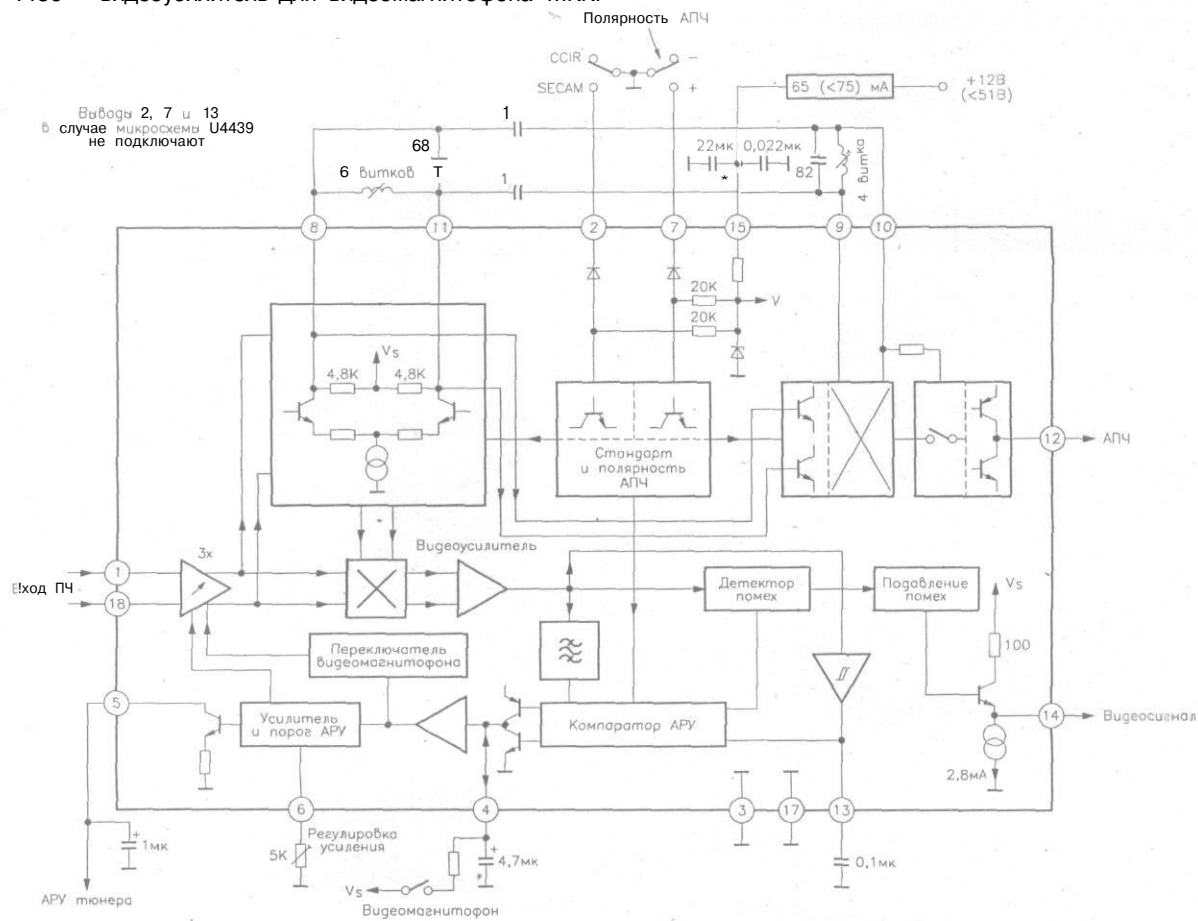 видеоусилитель для видеомагнитофона
Полярность АПЧ
CCIR
−
SECAM
+
65 (<75) мА
+12В
(<51В)
Выводы 2, 7 и 13
в случае микросхемы U4439
не подключают
1
68
Т
22мк
0,022мк
*
82
4 витка
6 витков
1
8
11
2
7
15
9
10
20К
V
20К
Vs
4,8К
4,8К
Стандарт
и полярность
АПЧ
12
АПЧ
3x
Видеоусилитель
1
Вход ПЧ
18
Детектор
помех
Подавление
помех
Vs
100
Переключатель
видеомагнитофона
5
Усилитель
и порог АРУ
Компаратор АРУ
14
Видеосигнал
2,8мА
6
4
3
17
13
+
1мк
5К
Регулировка
усиления
+
4,7мк
0,1мк
АРУ тюнера
Vs
Видеомагнитофон